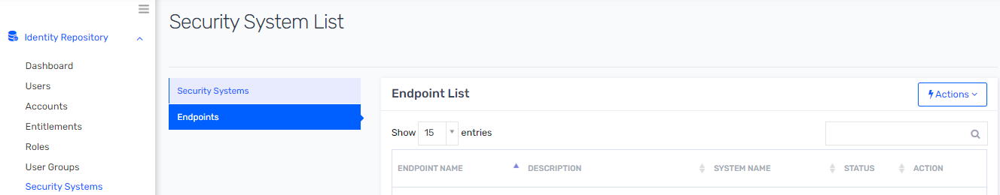 Security System List
Identity Repository
Dashboard
Users
Accounts
Entitlements
Roles
User Groups
Security Systems
Security Systems
Endpoints
Endpoint List
Actions
Show 15 entries
ENDPOINT NAME DESCRIPTION SYSTEM NAME STATUS ACTION